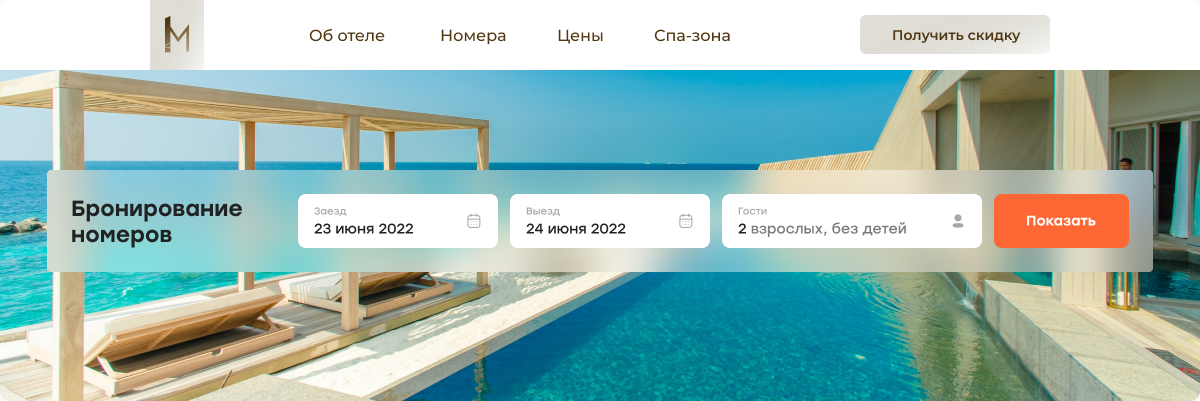 M
Об отеле
Номера
Цены
Спа-зона
Получить скидку
Бронирование
номеров
Заезд
23 июня 2022
Выезд
24 июня 2022
Гости
2 взрослых, без детей
Показать